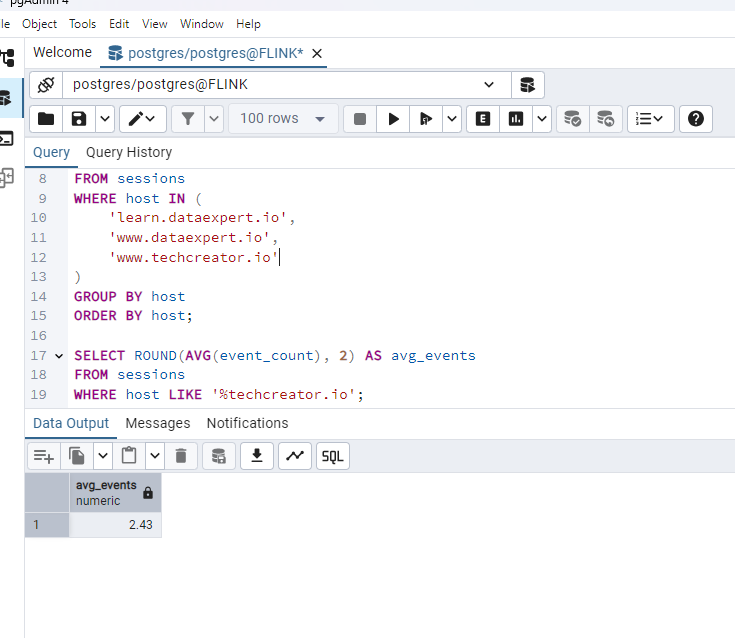 pgAdmin 4
le Object Tools Edit View Window Help
Welcome postgres/postgres@FLINK*
postgres/postgres@FLINK
100 rows E
Query Query History
8 FROM sessions
9 WHERE host IN (
10 'learn.dataexpert.io',
11 'www.dataexpert.io',
12 'www.techcreator.io'
13 )
14 GROUP BY host
15 ORDER BY host;
16
17 SELECT ROUND(AVG(event_count), 2) AS avg_events
18 FROM sessions
19 WHERE host LIKE '%techcreator.io';
Data Output Messages Notifications
SQL
avg_events
numeric
1 2.43